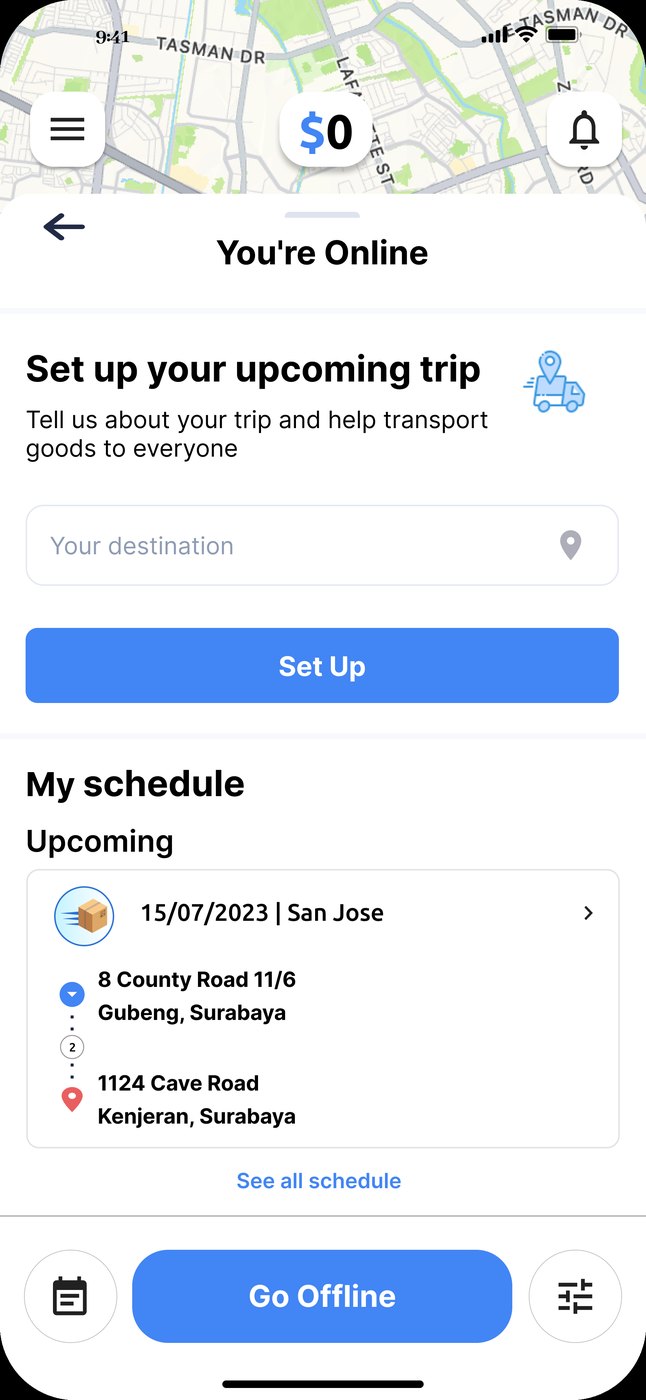 9:41
TASMAN DR
TASMAN DR
$0
You're Online
Set up your upcoming trip
Tell us about your trip and help transport
goods to everyone
Your destination
Set Up
My schedule
Upcoming
15/07/2023 | San Jose
8 County Road 11/6
Gubeng, Surabaya
2
1124 Cave Road
Kenjeran, Surabaya
See all schedule
Go Offline